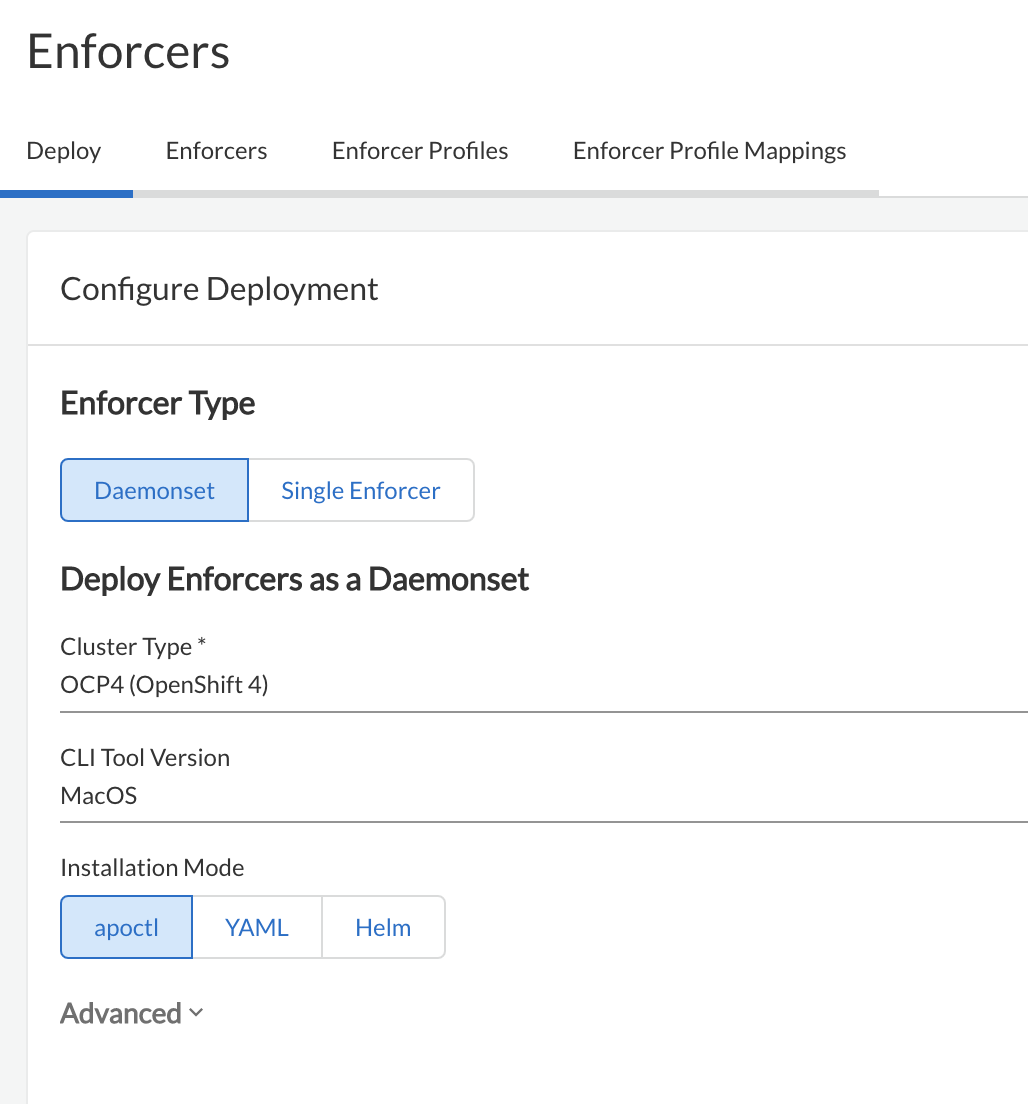 Enforcers
Deploy Enforcers Enforcer Profiles Enforcer Profile Mappings
Configure Deployment
Enforcer Type
Daemonset Single Enforcer
Deploy Enforcers as a Daemonset
Cluster Type *
OCP4 (OpenShift 4)
CLI Tool Version
MacOS
Installation Mode
apoctl YAML Helm
Advanced